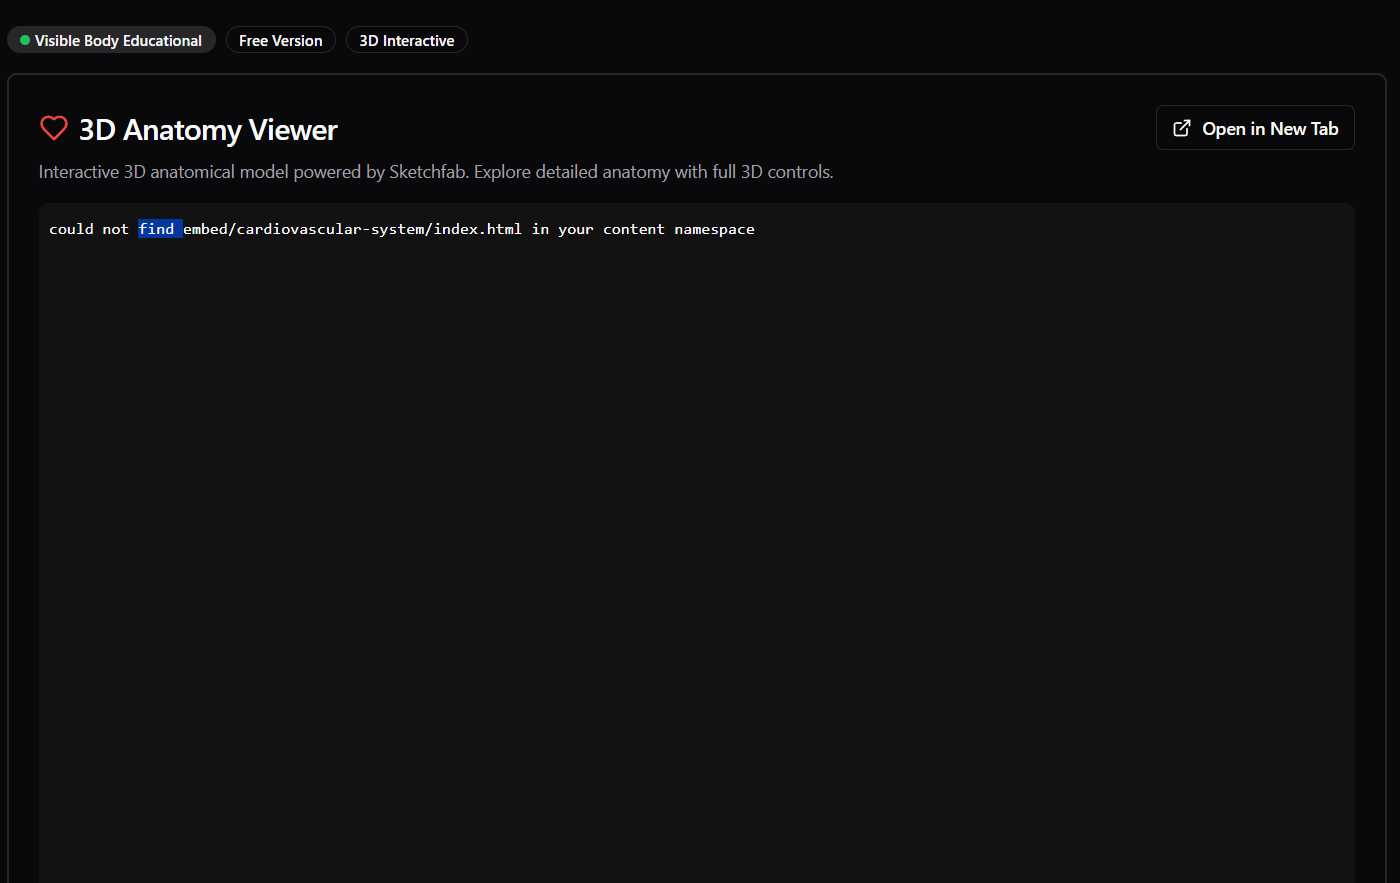 Visible Body Educational
Free Version
3D Interactive
3D Anatomy Viewer
Open in New Tab
Interactive 3D anatomical model powered by Sketchfab. Explore detailed anatomy with full 3D controls.
could not find embed/cardiovascular-system/index.html in your content namespace